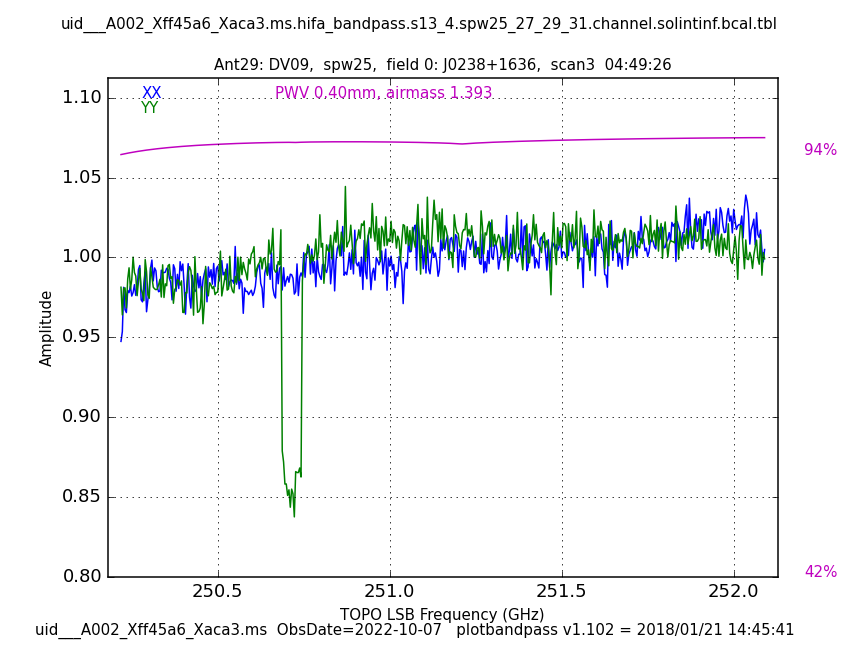 uid___A002_Xff45a6_Xaca3.ms.hifa_bandpass.s13_4.spw25_27_29_31.channel.solintinf.bcal.tbl
Ant29: DV09,  spw25,  field 0: J0238+1636,  scan3  04:49:26
XX
YY
PWV 0.40mm, airmass 1.393
94%
42%
1.10
1.05
1.00
0.95
0.90
0.85
0.80
Amplitude
250.5
251.0
251.5
252.0
TOPO LSB Frequency (GHz)
uid___A002_Xff45a6_Xaca3.ms  ObsDate=2022-10-07   plotbandpass v1.102 = 2018/01/21 14:45:41